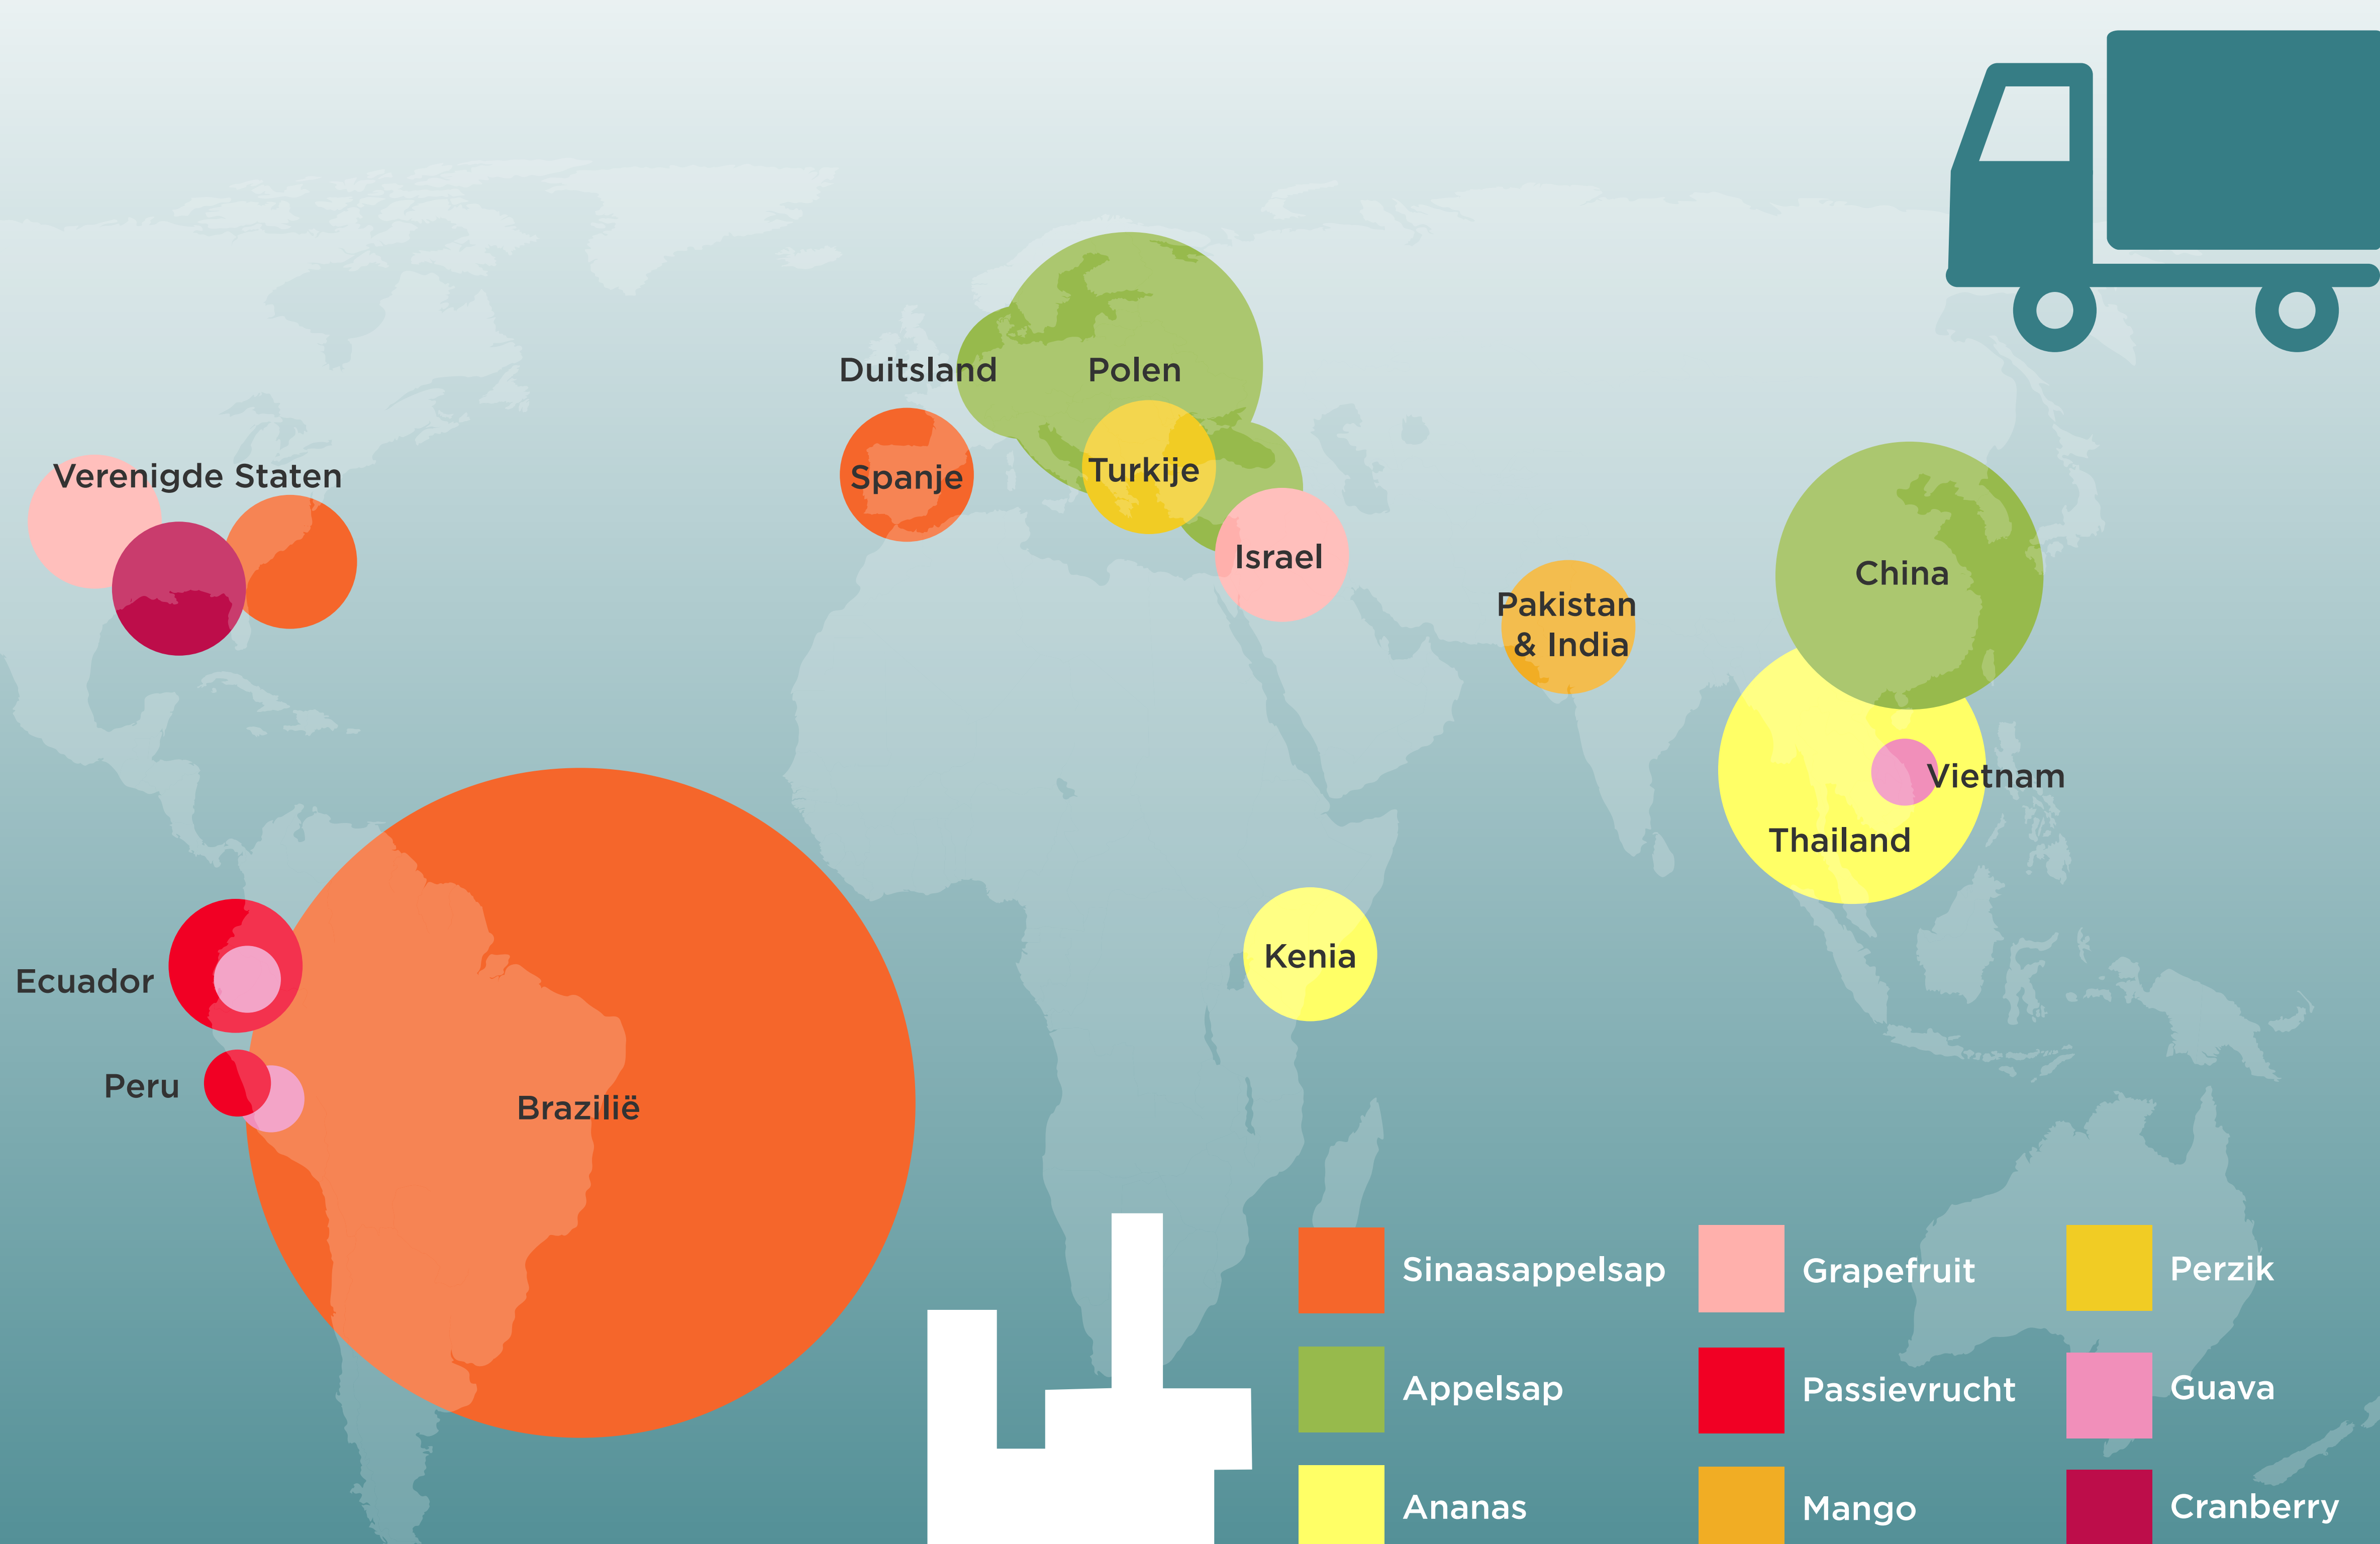 Duitsland
Polen
Verenigde Staten
Spanje
Turkije
Israel
China
Pakistan
& India
Vietnam
Thailand
Kenia
Ecuador
Peru
Brazilië
Sinaasappelsap
Grapefruit
Perzik
Appelsap
Passievrucht
Guava
Ananas
Mango
Cranberry